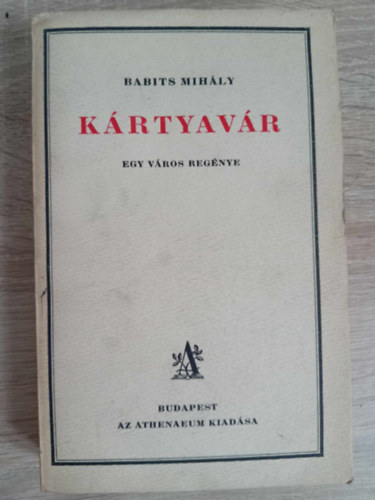 BABITS MIHÁLY
KÁRTYAVÁR
EGY VÁROS REGÉNYE
A
BUDAPEST
AZ ATHENAEUM KIADÁSA